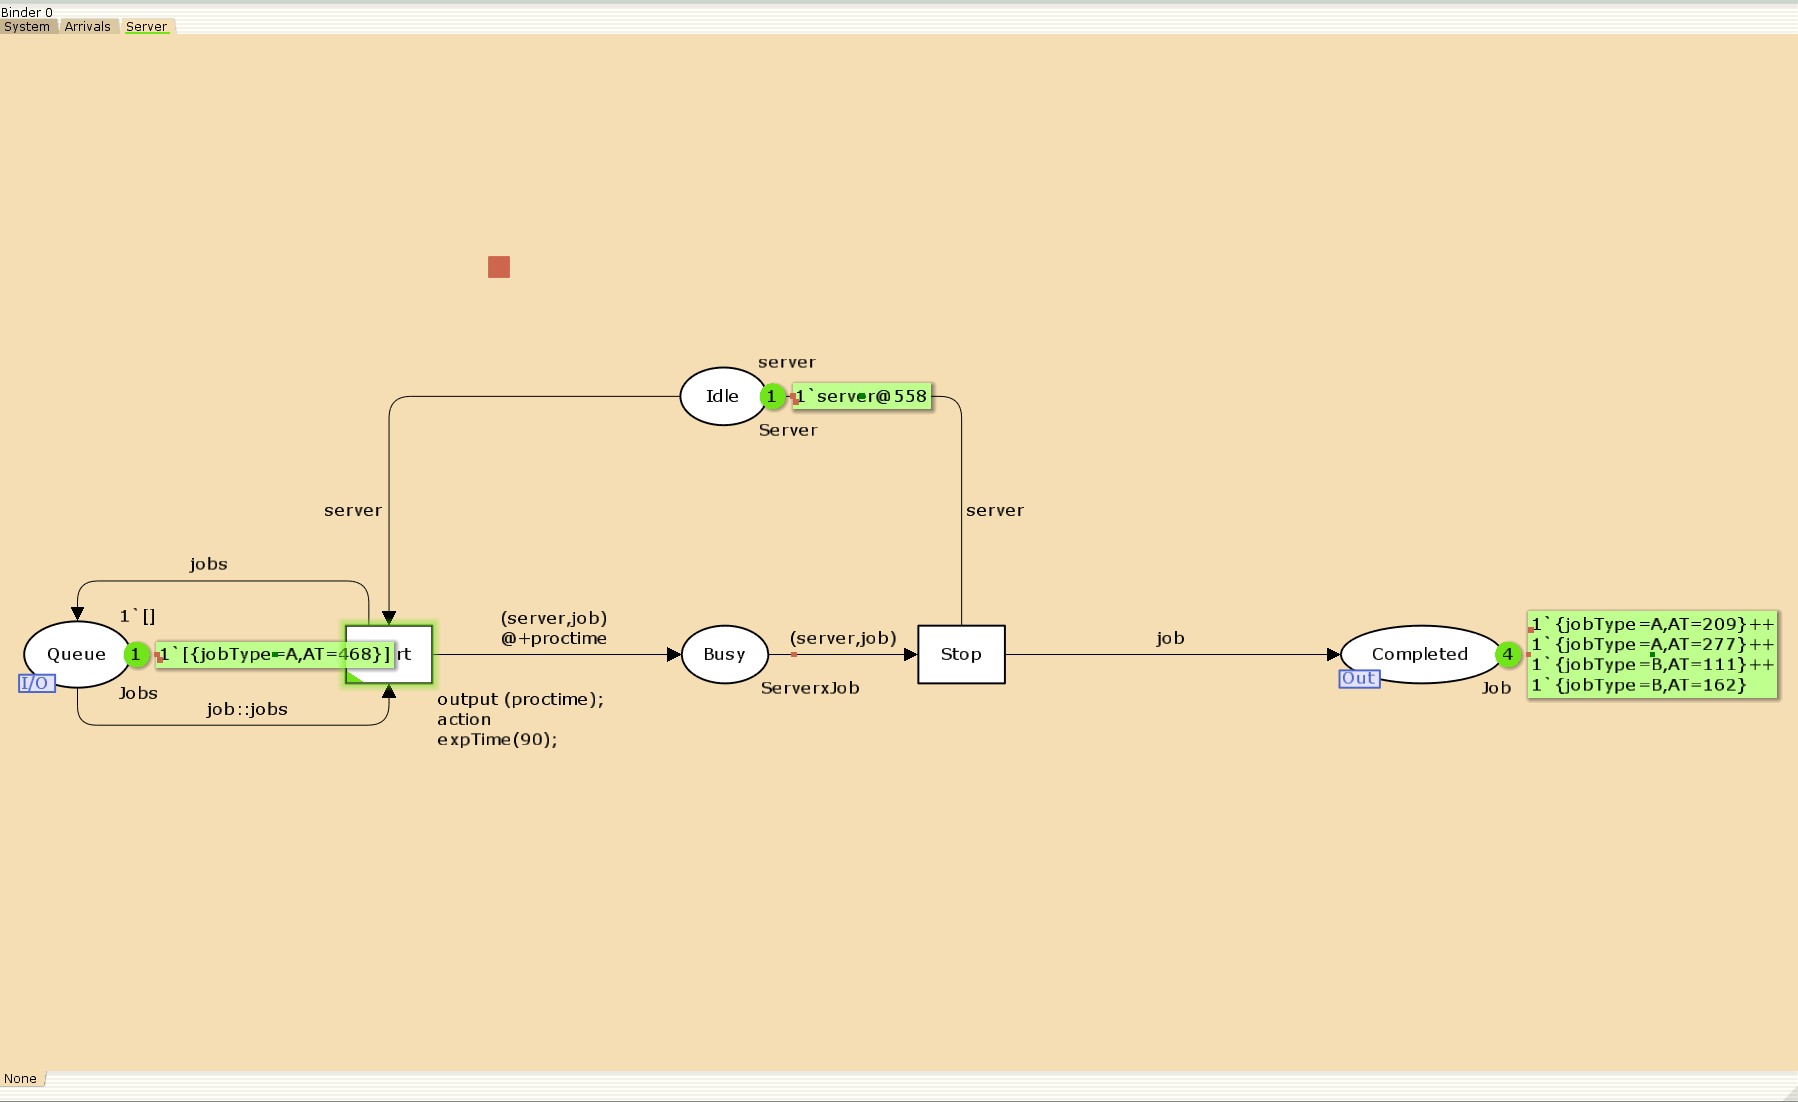 Binder 0
System Arrivals Server
server
Idle
1
1`server@558
Server
server
server
jobs
1`[]
(server,job)
@+proctime
(server,job)
job
Queue
1
1`[{jobType=A,AT=468}]
rt
Busy
Stop
Completed
4
1`{jobType=A,AT=209}++
1`{jobType=A,AT=277}++
1`{jobType=B,AT=111}++
1`{jobType=B,AT=162}
I/O
Jobs
job::jobs
output (proctime);
action
expTime(90);
ServerxJob
Out
Job
None